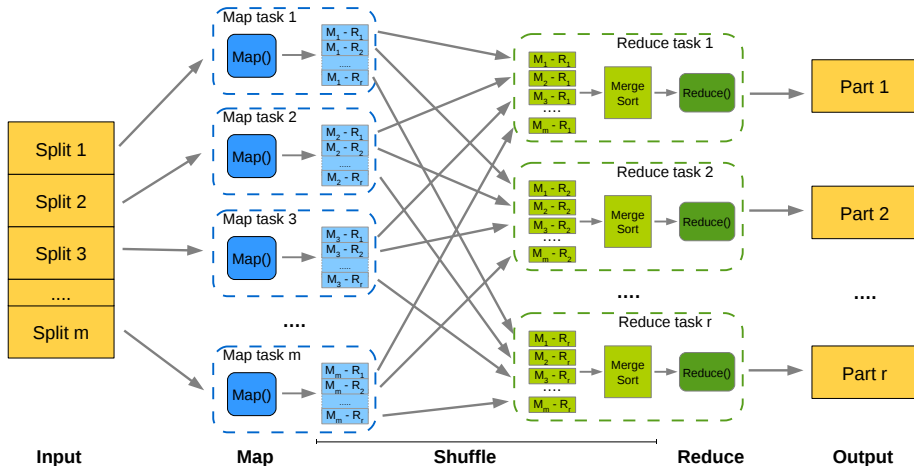 Map task 1
Map()
M1 - R1
M1 - R2
.....
M1 - Rr
Map task 2
Map()
M2 - R1
M2 - R2
.....
M2 - Rr
Map task 3
Map()
M3 - R1
M3 - R2
.....
M3 - Rr
....
Map task m
Map()
Mm - R1
Mm - R2
.....
Mm - Rr
Split 1
Split 2
Split 3
....
Split m
Reduce task 1
M1 - R1
M2 - R1
M3 - R1
....
Mm - R1
Merge
Sort
Reduce()
Reduce task 2
M1 - R2
M2 - R2
M3 - R2
....
Mm - R2
Merge
Sort
Reduce()
....
Reduce task r
M1 - Rr
M2 - Rr
M3 - Rr
....
Mm - Rr
Merge
Sort
Reduce()
Part 1
Part 2
....
Part r
Input
Map
Shuffle
Reduce
Output